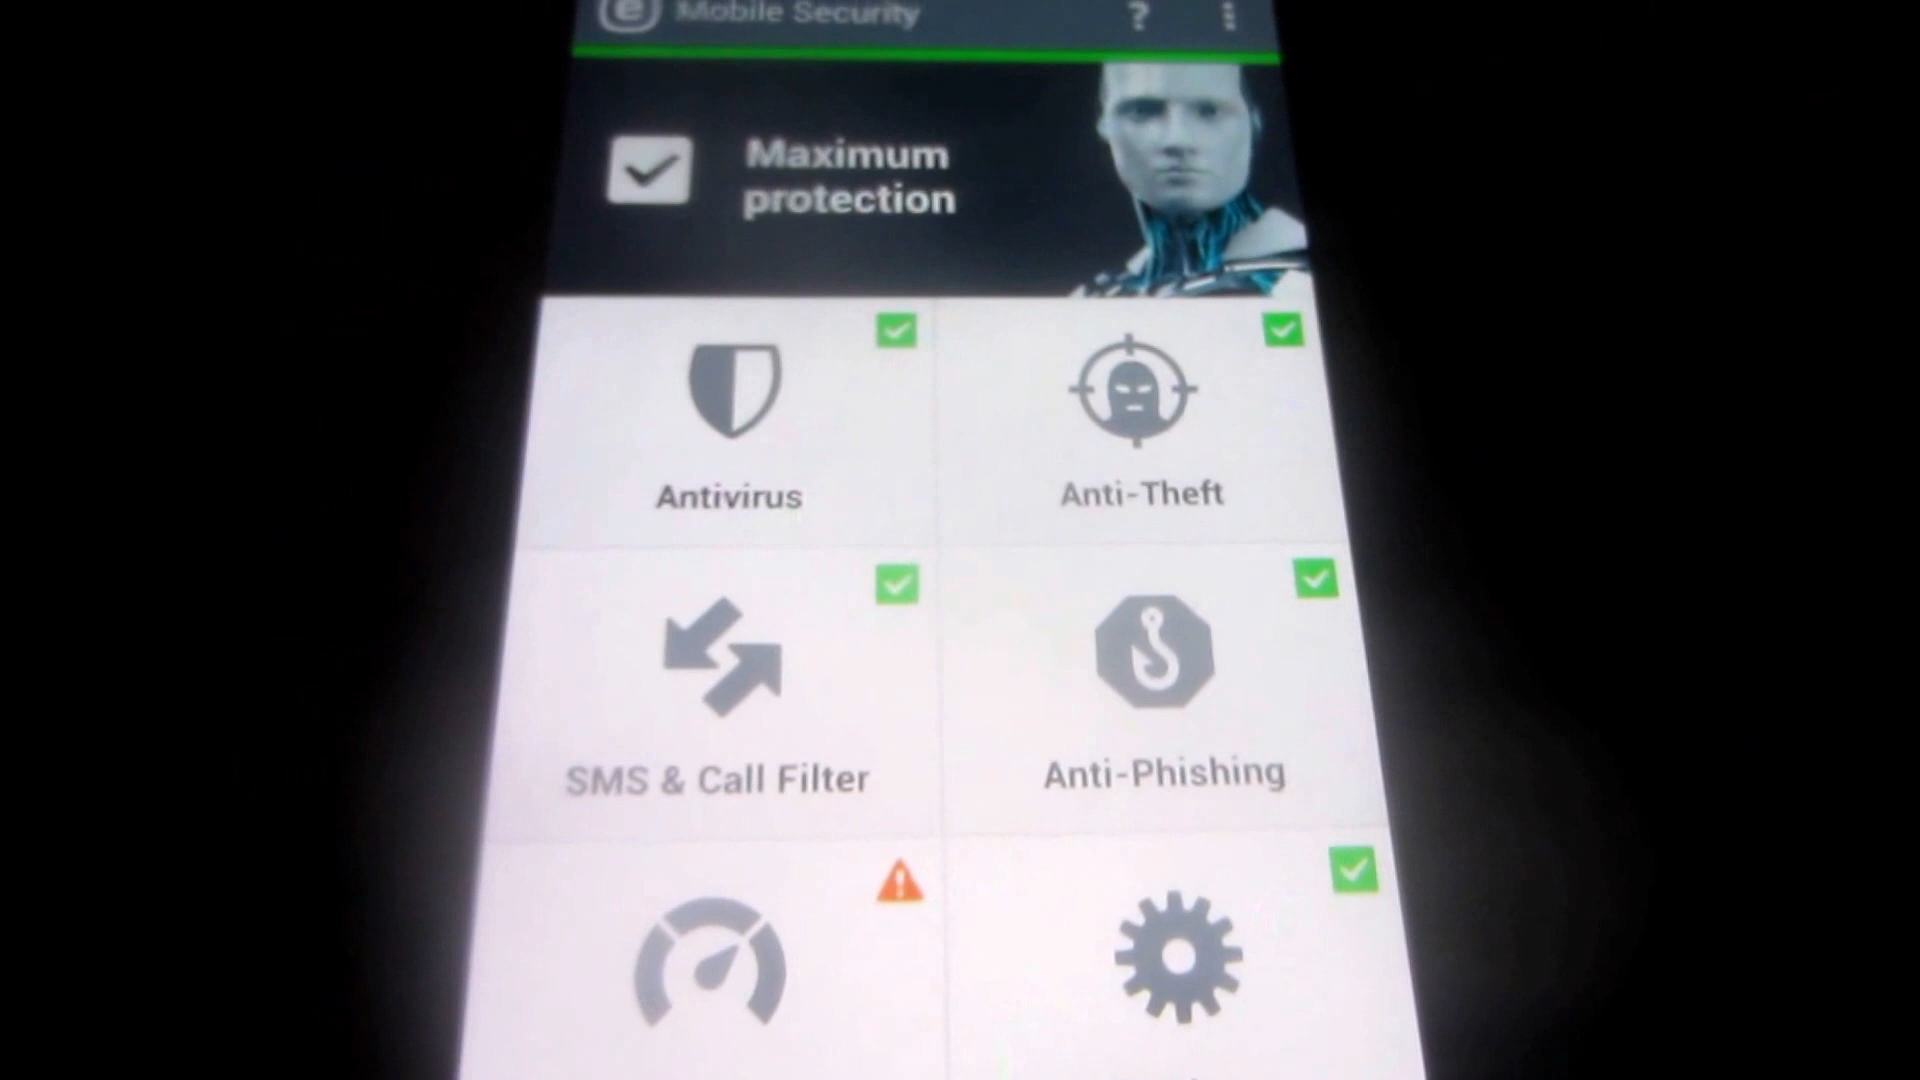 e Mobile Security ?
Maximum
protection
Antivirus
Anti-Theft
SMS & Call Filter
Anti-Phishing